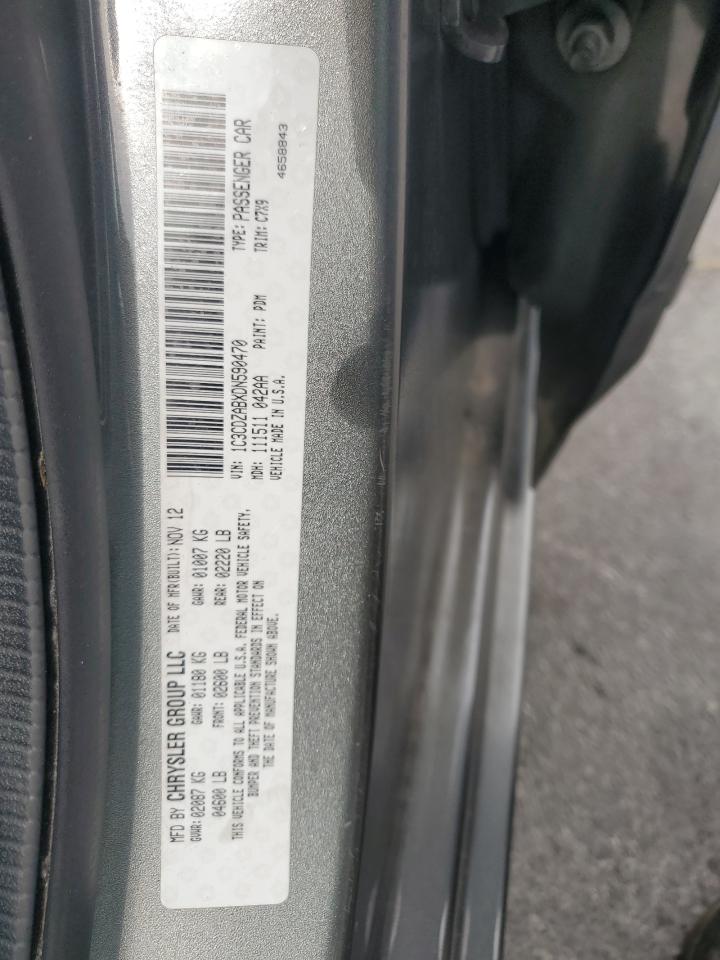 MFD BY CHRYSLER GROUP LLC DATE OF MFR(BUILT): NOV 12
GVWR: 02087 KG GAWR: 01180 KG GAWR: 01007 KG
04600 LB FRONT: 02600 LB REAR: 02220 LB
THIS VEHICLE CONFORMS TO ALL APPLICABLE U.S.A. FEDERAL MOTOR VEHICLE SAFETY,
BUMPER AND THEFT PREVENTION STANDARDS IN EFFECT ON
THE DATE OF MANUFACTURE SHOWN ABOVE.
VIN: 1C3CDZABXDN590470 TYPE: PASSENGER CAR
MDH: 111511 042AA PAINT: PDM TRIM: C7X9
VEHICLE MADE IN U.S.A. 4658843